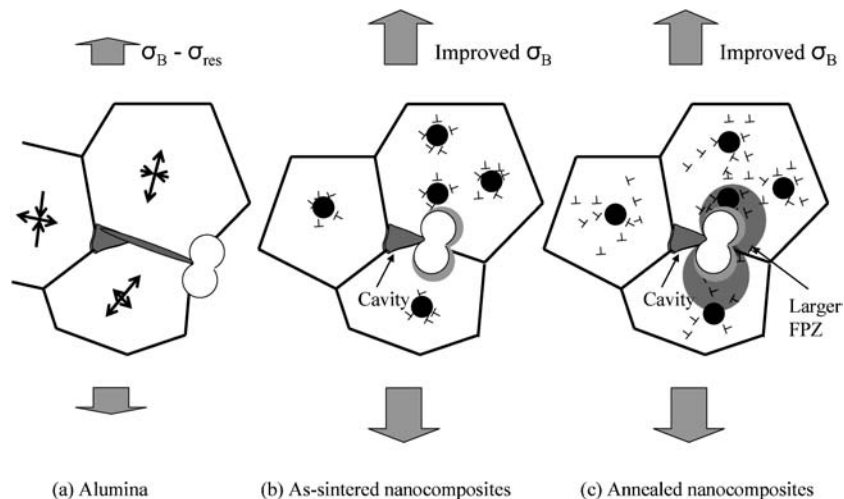 σB - σres
Improved σB
Improved σB
Cavity
Cavity
Larger
FPZ
(a) Alumina
(b) As-sintered nanocomposites
(c) Annealed nanocomposites